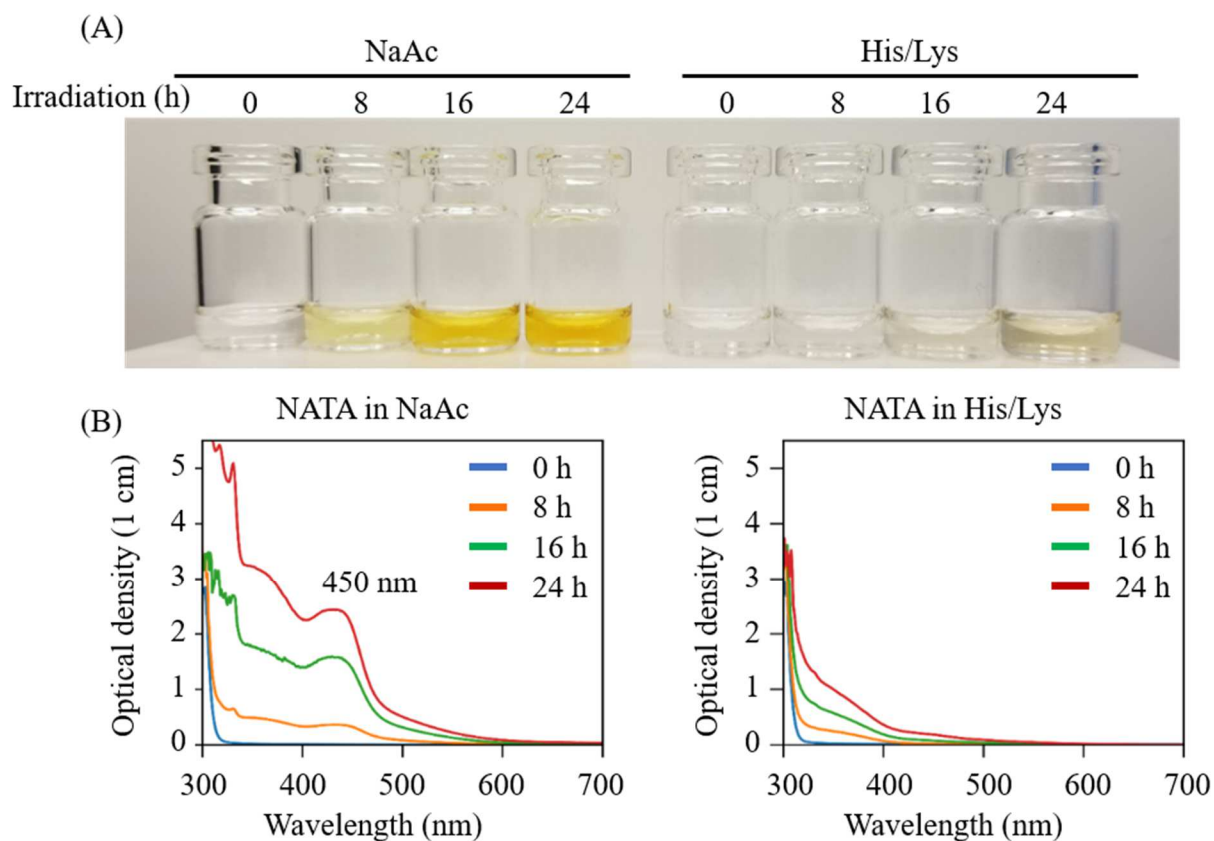 (A)
NaAc His/Lys
Irradiation (h) 0 8 16 24 0 8 16 24
(B)
NATA in NaAc
Optical density (1 cm)
5
4
3
2
1
0
450 nm
0 h
8 h
16 h
24 h
300 400 500 600 700
Wavelength (nm)
NATA in His/Lys
Optical density (1 cm)
5
4
3
2
1
0
0 h
8 h
16 h
24 h
300 400 500 600 700
Wavelength (nm)